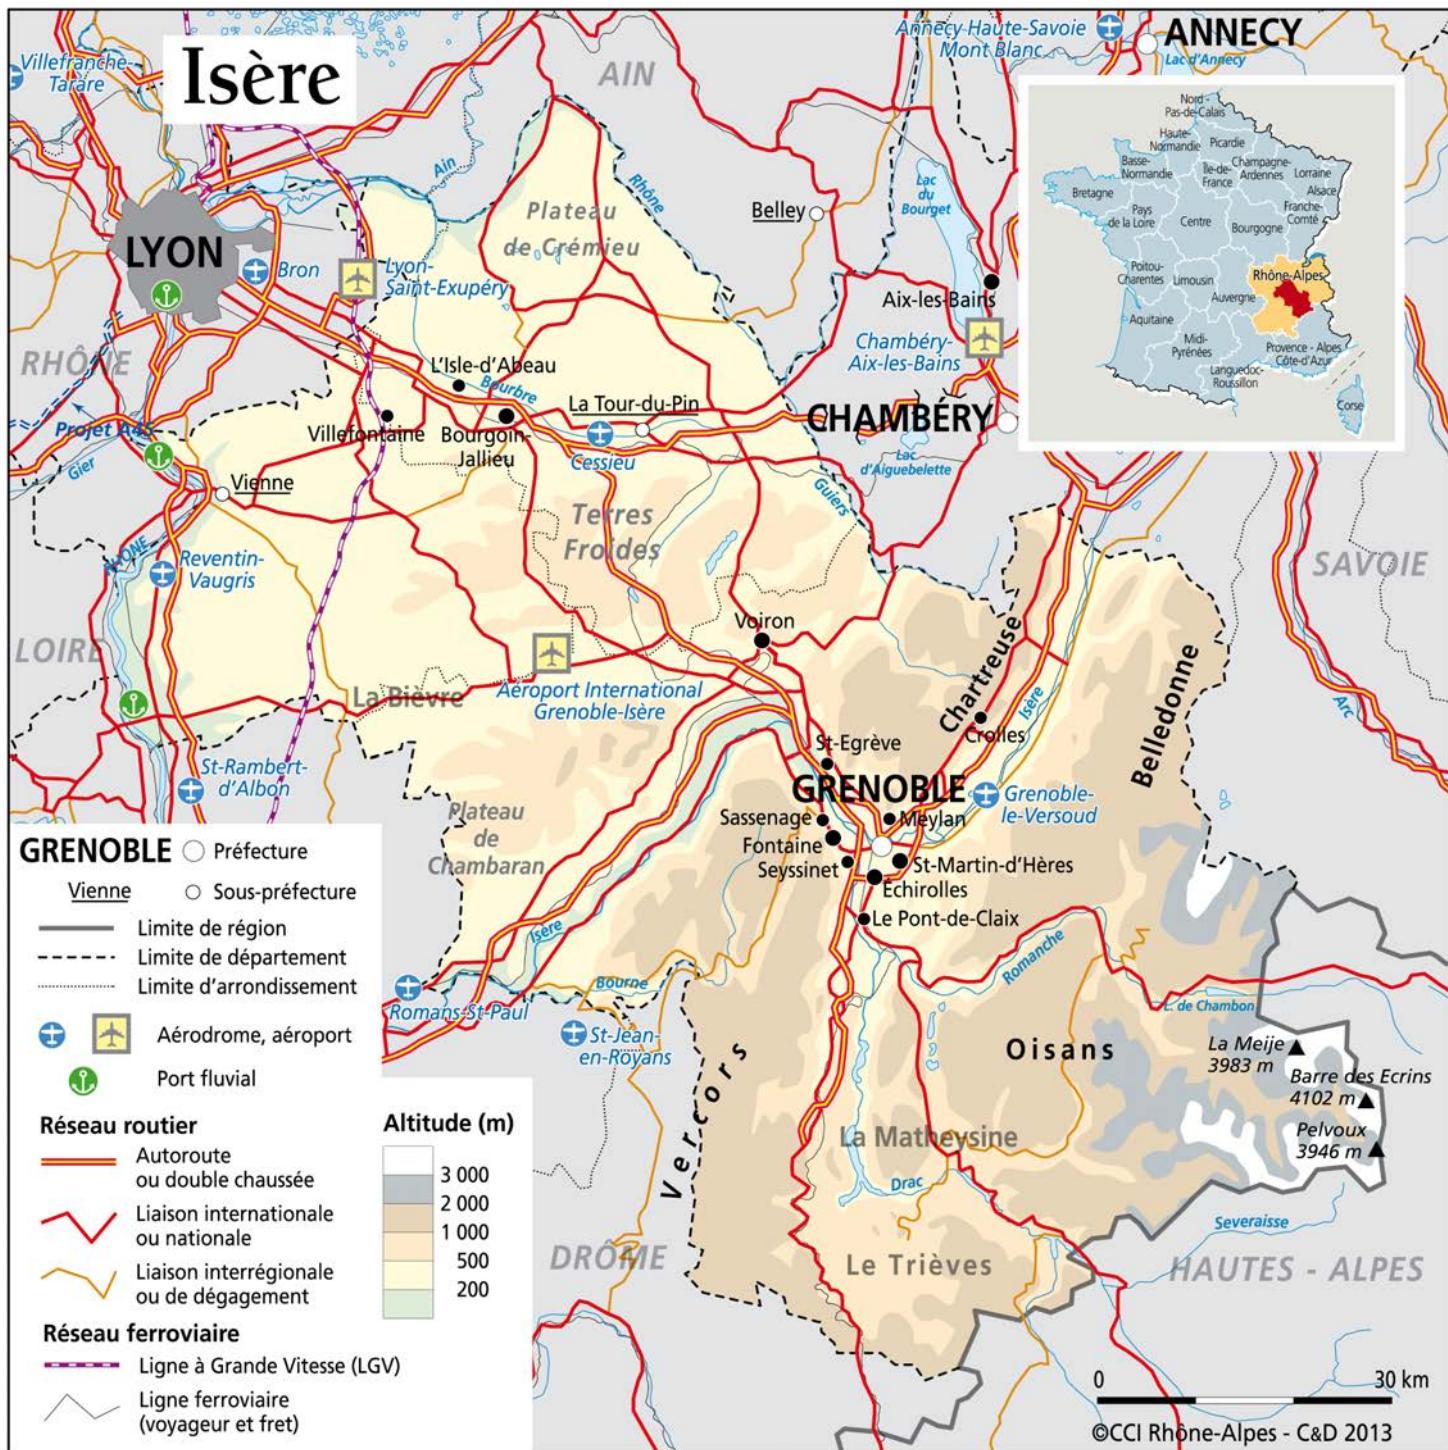 Isère
Villefranche-
Tarare
AIN
Annecy-Haute-Savoie
Mont Blanc
ANNECY
Lac d'Annecy
Nord -
Pas-de-Calais
Haute-
Normandie
Picardie
Basse-
Normandie
Île-de-
France
Champagne-
Ardennes
Lorraine
Alsace
Bretagne
Pays
de la Loire
Centre
Bourgogne
Franche-
Comté
Poitou-
Charentes
Limousin
Auvergne
Rhône-Alpes
Aquitaine
Midi-
Pyrénées
Languedoc-
Roussillon
Provence - Alpes
Côte-d'Azur
Corse
Ain
Rhône
Plateau
de Crémieu
Belley
Lac
du
Bourget
LYON
Bron
Lyon-
Saint-Exupéry
Aix-les-Bains
Chambéry-
Aix-les-Bains
RHÔNE
L'Isle-d'Abeau
Bourbre
La Tour-du-Pin
CHAMBÉRY
Projet A45
Villefontaine
Bourgoin-
Jallieu
Cessieu
Lac
d'Aiguebelette
Gier
Vienne
Guiers
Terres
Froides
RHÔNE
Reventin-
Vaugris
SAVOIE
LOIRE
Voiron
Chartreuse
Belledonne
Isère
Arc
La Bièvre
Aéroport International
Grenoble-Isère
Crolles
St-Egrève
St-Rambert-
d'Albon
GRENOBLE
Grenoble-
le-Versoud
Plateau
de
Chambaran
Sassenage
Meylan
Fontaine
Seyssinet
St-Martin-d'Hères
Échirolles
Le Pont-de-Claix
Isère
Romanche
Bourne
Romans-St-Paul
St-Jean-
en-Royans
L. de Chambon
Vercors
Oisans
La Meije
3983 m
Barre des Ecrins
4102 m
Pelvoux
3946 m
La Matheysine
Drac
Severaisse
DRÔME
Le Trièves
HAUTES - ALPES
GRENOBLE
Préfecture
Vienne
Sous-préfecture
Limite de région
Limite de département
Limite d'arrondissement
Aérodrome, aéroport
Port fluvial
Réseau routier
Autoroute
ou double chaussée
Liaison internationale
ou nationale
Liaison interrégionale
ou de dégagement
Réseau ferroviaire
Ligne à Grande Vitesse (LGV)
Ligne ferroviaire
(voyageur et fret)
Altitude (m)
3 000
2 000
1 000
500
200
0
30 km
©CCI Rhône-Alpes - C&D 2013